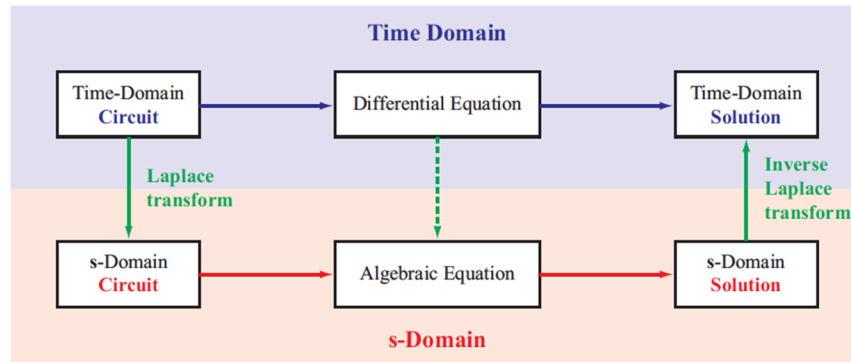 Time Domain
Time-Domain
Circuit
Differential Equation
Time-Domain
Solution
Laplace
transform
Inverse
Laplace
transform
s-Domain
Circuit
Algebraic Equation
s-Domain
Solution
s-Domain